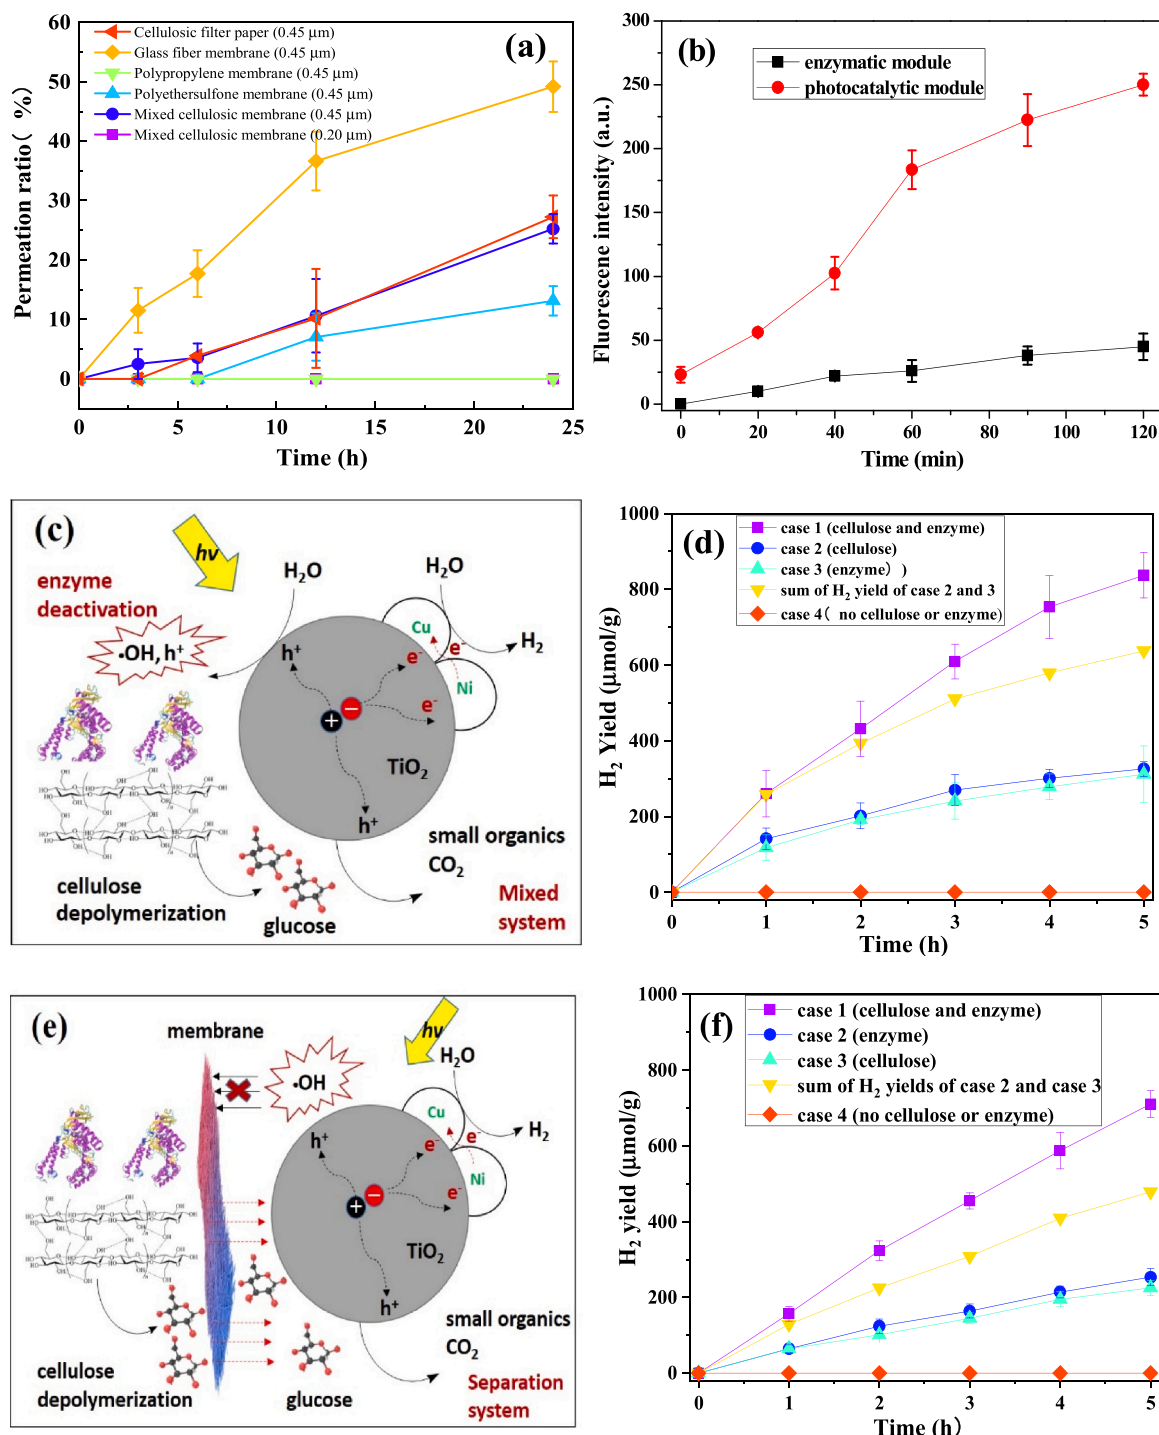 (a)
Cellulosic filter paper (0.45 μm)
Glass fiber membrane (0.45 μm)
Polypropylene membrane (0.45 μm)
Polyethersulfone membrane (0.45 μm)
Mixed cellulosic membrane (0.45 μm)
Mixed cellulosic membrane (0.20 μm)
Permeation ratio( %)
60
50
40
30
20
10
0
0 5 10 15 20 25
Time (h)
(b)
enzymatic module
photocatalytic module
Fluorescene intensity (a.u.)
300
250
200
150
100
50
0
0 20 40 60 80 100 120
Time (min)
(c)
hv
enzyme
deactivation
•OH, h+
H2O
H2O
H2
Cu
Ni
e-
e-
e-
h+
TiO2
h+
small organics
CO2
cellulose
depolymerization
glucose
Mixed
system
(d)
case 1 (cellulose and enzyme)
case 2 (cellulose)
case 3 (enzyme) )
sum of H2 yield of case 2 and 3
case 4( no cellulose or enzyme)
H2 Yield (μmol/g)
1000
800
600
400
200
0
0 1 2 3 4 5
Time (h)
(e)
membrane
•OH
hv
H2O
H2
Cu
Ni
e-
e-
e-
h+
TiO2
h+
small organics
CO2
cellulose
depolymerization
glucose
Separation
system
(f)
case 1 (cellulose and enzyme)
case 2 (enzyme)
case 3 (cellulose)
sum of H2 yields of case 2 and case 3
case 4 (no cellulose or enzyme)
H2 yield (μmol/g)
1000
800
600
400
200
0
0 1 2 3 4 5
Time (h)